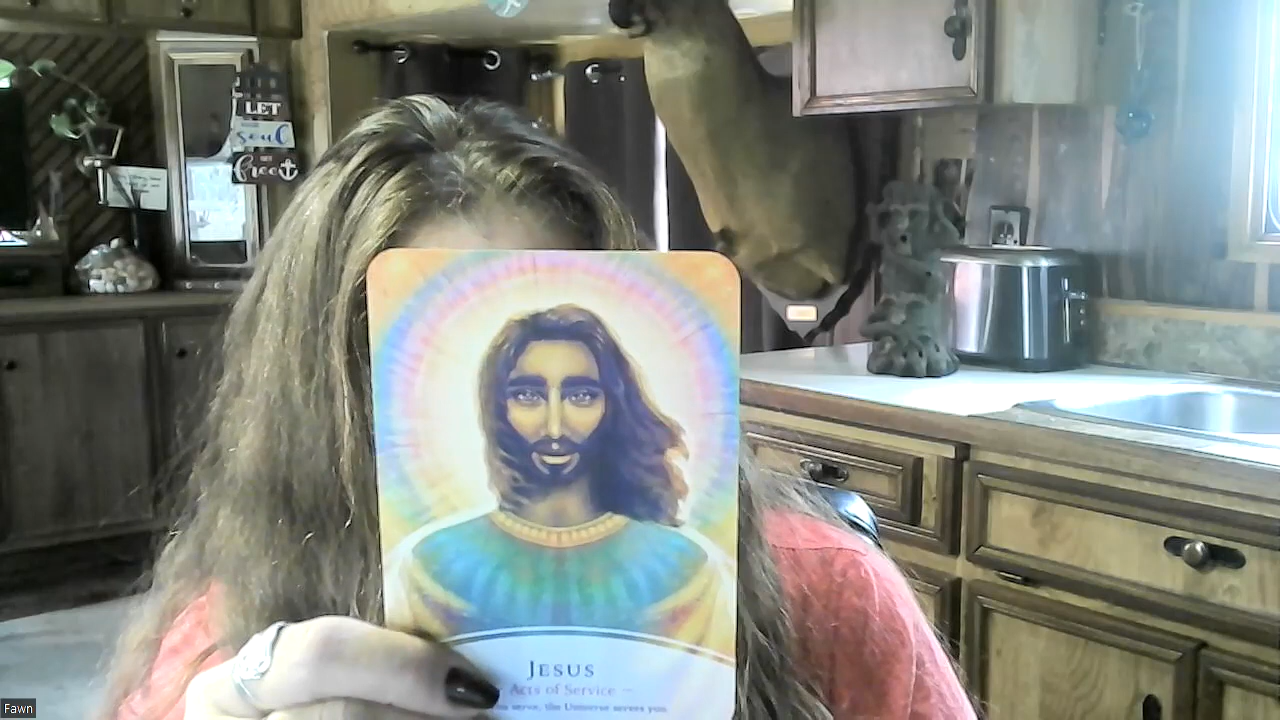 LET
soul
free
JESUS
Acts of Service
serve, the Universe serves you.
Fawn